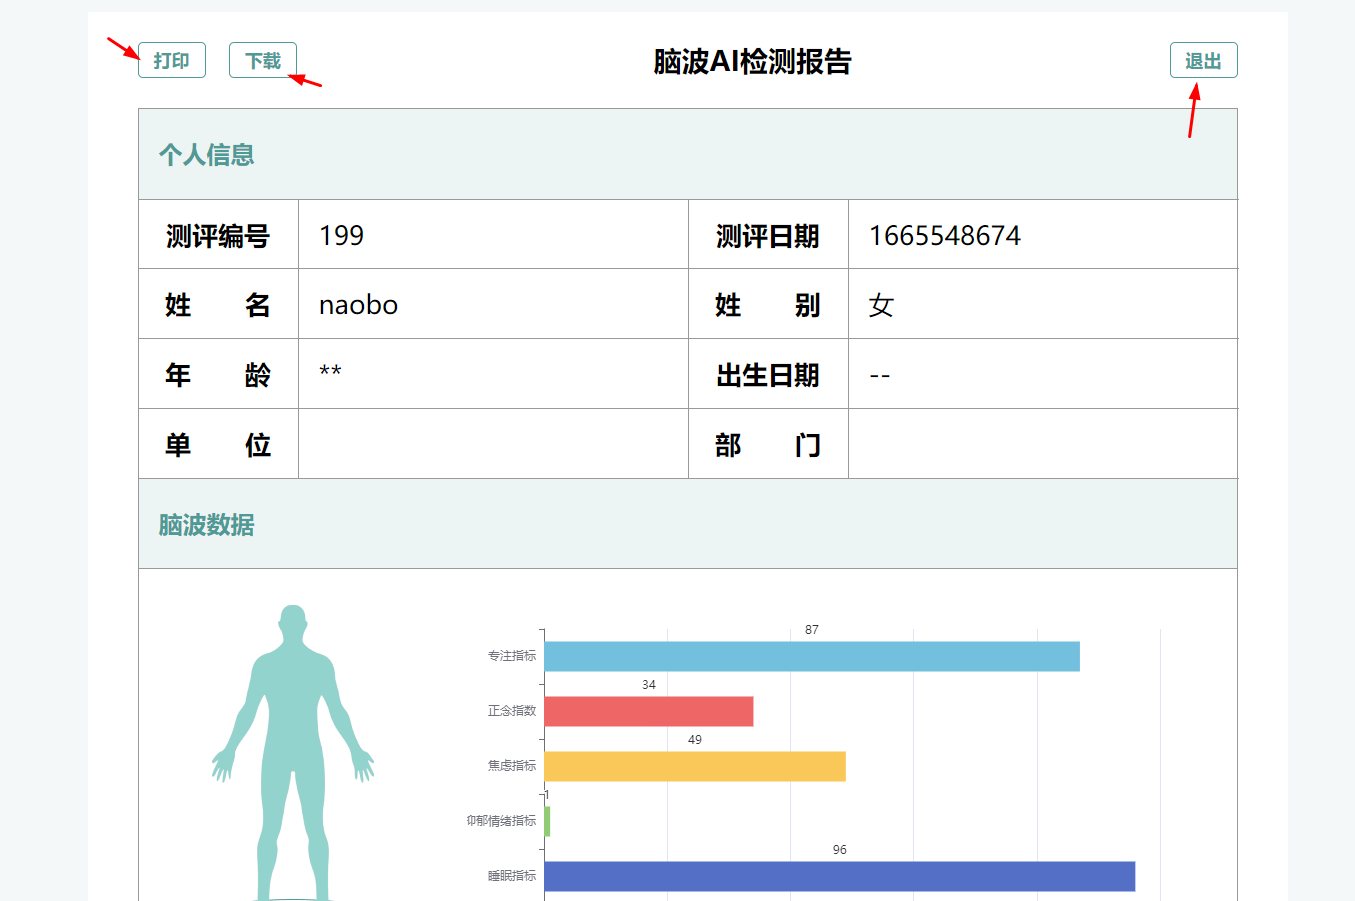 打印 下载 脑波AI检测报告 退出
个人信息
测评编号 199 测评日期 1665548674
姓 名 naobo 姓 别 女
年 龄 ** 出生日期 --
单 位 部 门
脑波数据
87
专注指标
34
正念指数
49
焦虑指标
1
抑郁情绪指标
96
睡眠指标